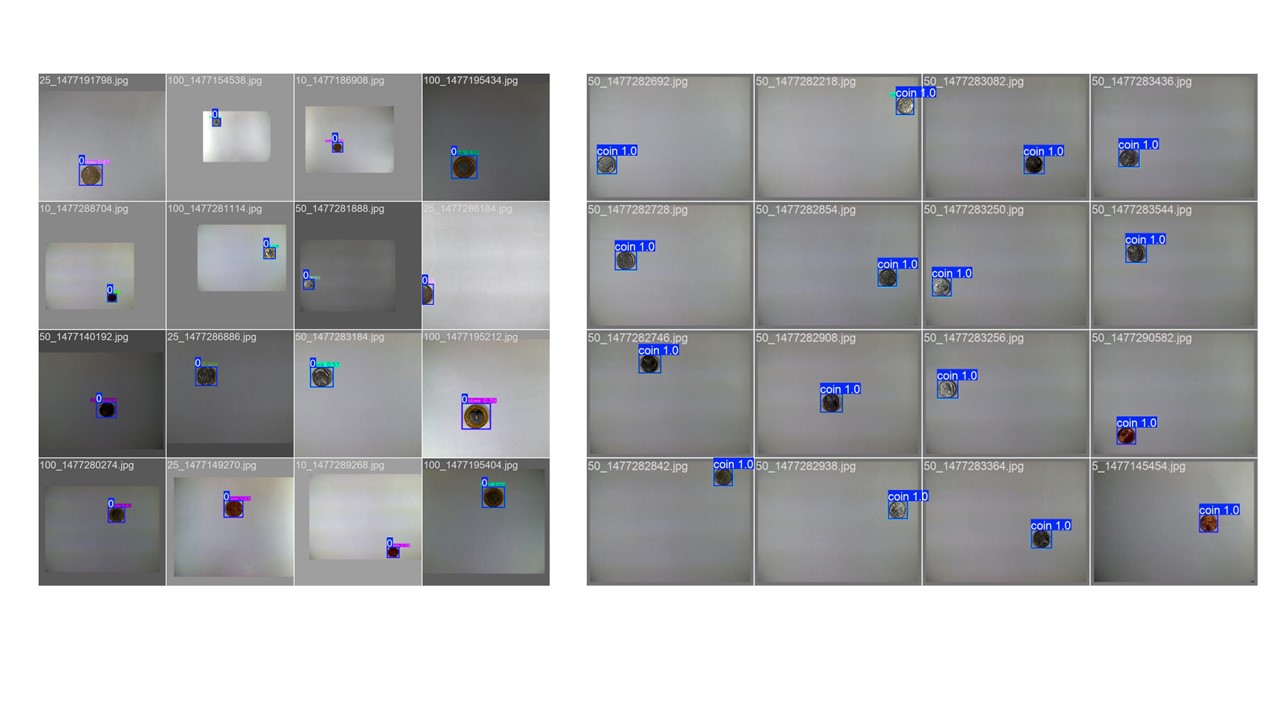 25_1477191798.jpg
100_1477154538.jpg
10_1477186908.jpg
100_1477195434.jpg
0
0
0
0
10_1477288704.jpg
100_1477281114.jpg
50_1477281888.jpg
25_1477286184.jpg
0
0
0
0
50_1477140192.jpg
25_1477286886.jpg
50_1477283184.jpg
100_1477195212.jpg
0
0
0
0
100_1477280274.jpg
25_1477149270.jpg
10_1477289268.jpg
100_1477195404.jpg
0
0
0
0
50_1477282692.jpg
50_1477282218.jpg
50_1477283082.jpg
50_1477283436.jpg
coin 1.0
coin 1.0
coin 1.0
coin 1.0
50_1477282728.jpg
50_1477282854.jpg
50_1477283250.jpg
50_1477283544.jpg
coin 1.0
coin 1.0
coin 1.0
coin 1.0
50_1477282746.jpg
50_1477282908.jpg
50_1477283256.jpg
50_1477290582.jpg
coin 1.0
coin 1.0
coin 1.0
coin 1.0
50_1477282842.jpg
50_1477282938.jpg
50_1477283364.jpg
5_1477145454.jpg
coin 1.0
coin 1.0
coin 1.0
coin 1.0